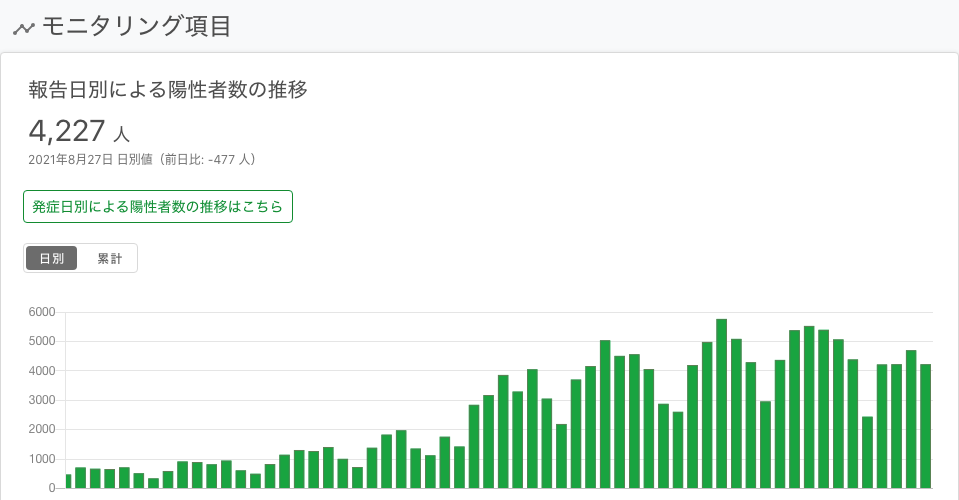 モニタリング項目
報告日別による陽性者数の推移
4,227 人
2021年8月27日 日別値（前日比: -477 人）
発症日別による陽性者数の推移はこちら
日別 累計
6000
5000
4000
3000
2000
1000
0